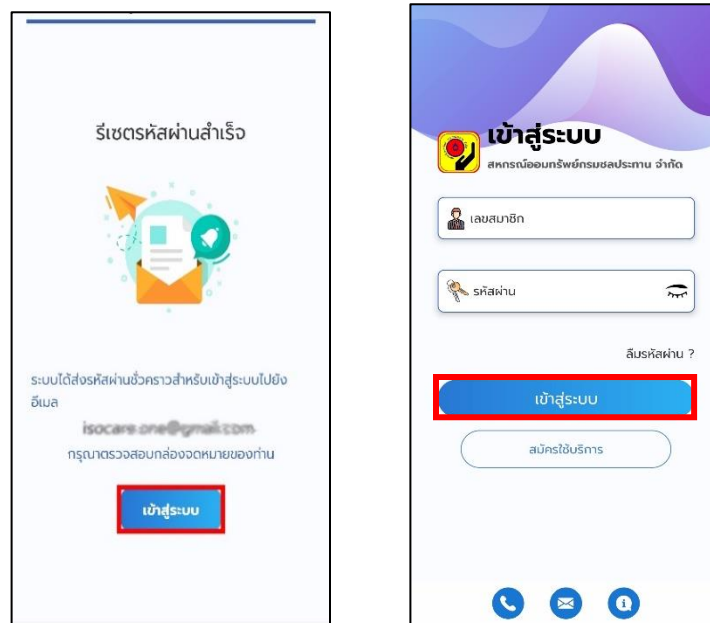 รีเซตรหัสผ่านสำเร็จ
ระบบได้ส่งรหัสผ่านชั่วคราวสำหรับเข้าสู่ระบบไปยัง
อีเมล
กรุณาตรวจสอบกล่องจดหมายของท่าน
เข้าสู่ระบบ
เข้าสู่ระบบ
สหกรณ์ออมทรัพย์กรมชลประทาน จำกัด
เลขสมาชิก
รหัสผ่าน
ลืมรหัสผ่าน ?
เข้าสู่ระบบ
สมัครใช้บริการ